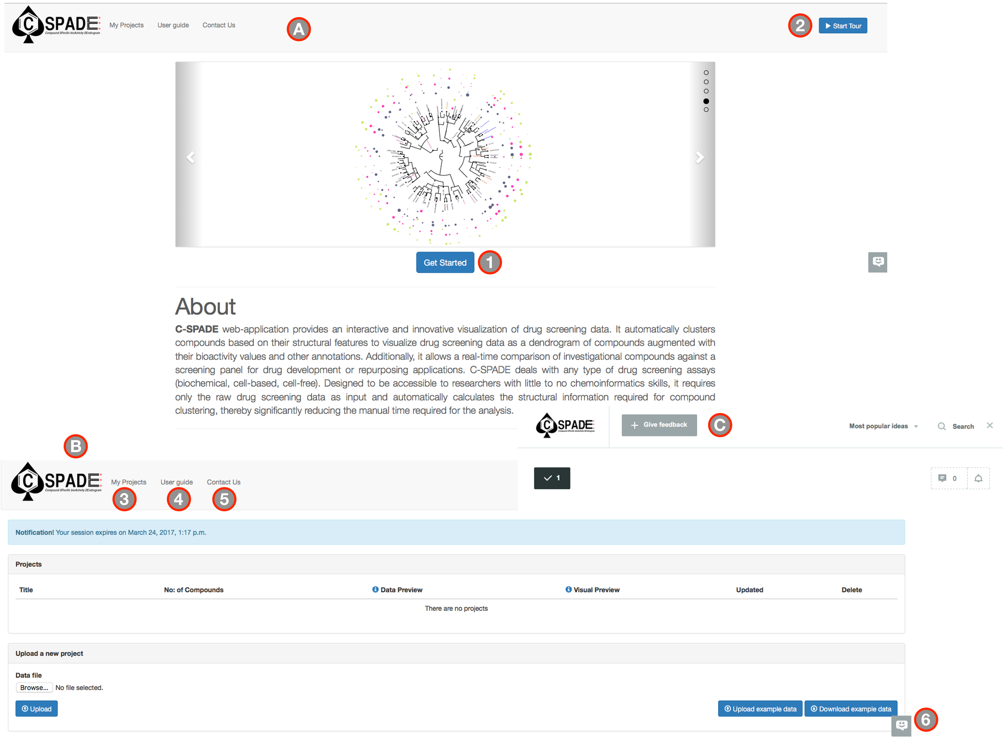 C SPADE
My Projects User guide Contact Us
A
2
Start Tour
Get Started
1
About
C-SPADE web-application provides an interactive and innovative visualization of drug screening data. It automatically clusters
compounds based on their structural features to visualize drug screening data as a dendrogram of compounds augmented with
their bioactivity values and other annotations. Additionally, it allows a real-time comparison of investigational compounds against a
screening panel for drug development or repurposing applications. C-SPADE deals with any type of drug screening assays
(biochemical, cell-based, cell-free). Designed to be accessible to researchers with little to no chemoinformatics skills, it requires
only the raw drug screening data as input and automatically calculates the structural information required for compound
clustering, thereby significantly reducing the manual time required for the analysis.
C SPADE
+ Give feedback
C
Most popular ideas
Search
1
0
B
C SPADE
My Projects User guide Contact Us
3 4 5
Notification! Your session expires on March 24, 2017, 1:17 p.m.
Projects
Title No: of Compounds Data Preview Visual Preview Updated Delete
There are no projects
Upload a new project
Data file
Browse... No file selected.
Upload
Upload example data
Download example data
6